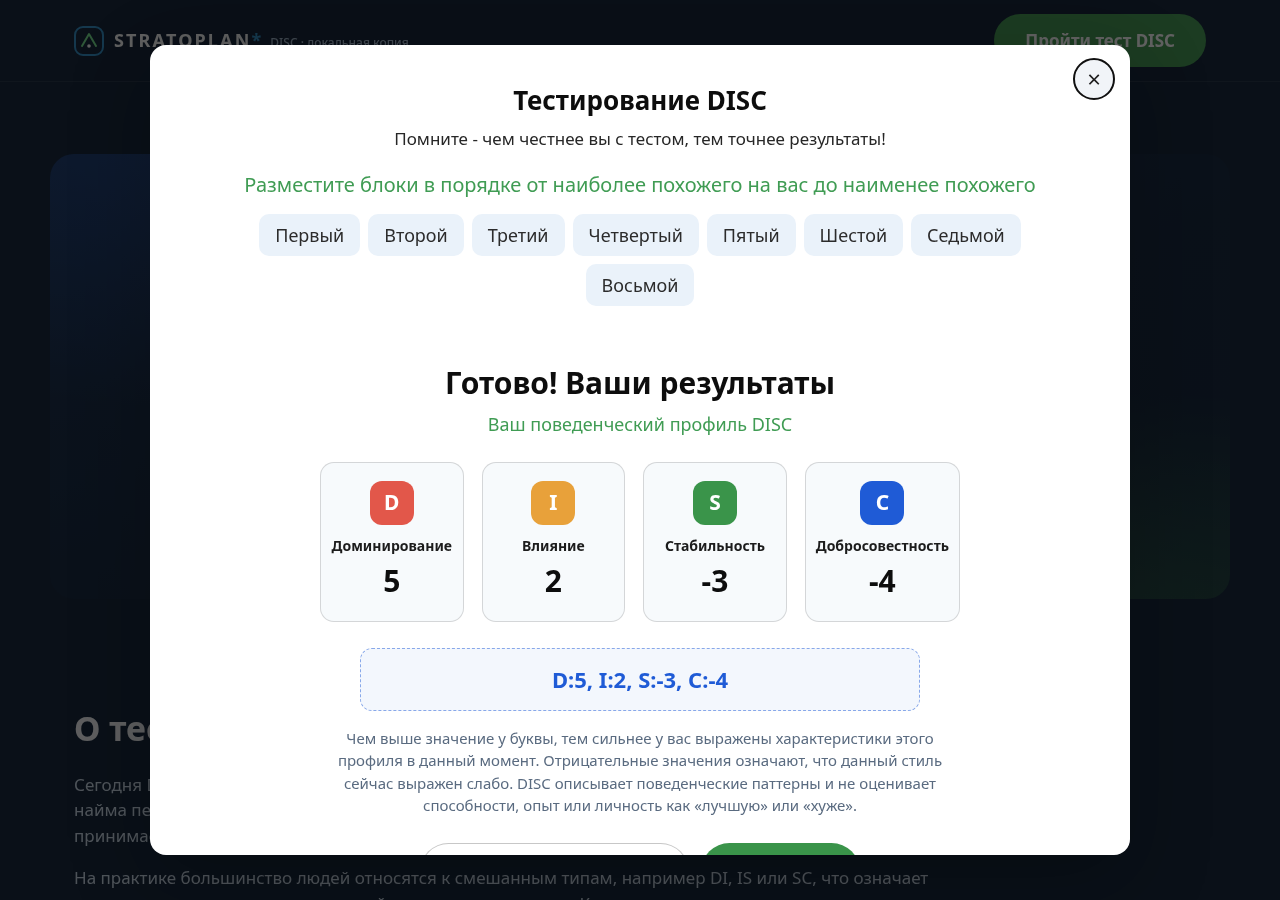 STRATOPLAN*
DISC · локальная копия
Пройти тест DISC
×
Тестирование DISC
Помните - чем честнее вы с тестом, тем точнее результаты!
Разместите блоки в порядке от наиболее похожего на вас до наименее похожего
Первый
Второй
Третий
Четвертый
Пятый
Шестой
Седьмой
Восьмой
Готово! Ваши результаты
Ваш поведенческий профиль DISC
D
Доминирование
5
I
Влияние
2
S
Стабильность
-3
C
Добросовестность
-4
D:5, I:2, S:-3, C:-4
Чем выше значение у буквы, тем сильнее у вас выражены характеристики этого
профиля в данный момент. Отрицательные значения означают, что данный стиль
сейчас выражен слабо. DISC описывает поведенческие паттерны и не оценивает
способности, опыт или личность как «лучшую» или «хуже».
О
Сегодня
найма
На практике большинство людей относятся к смешанным типам, например DI, IS или SC, что означает